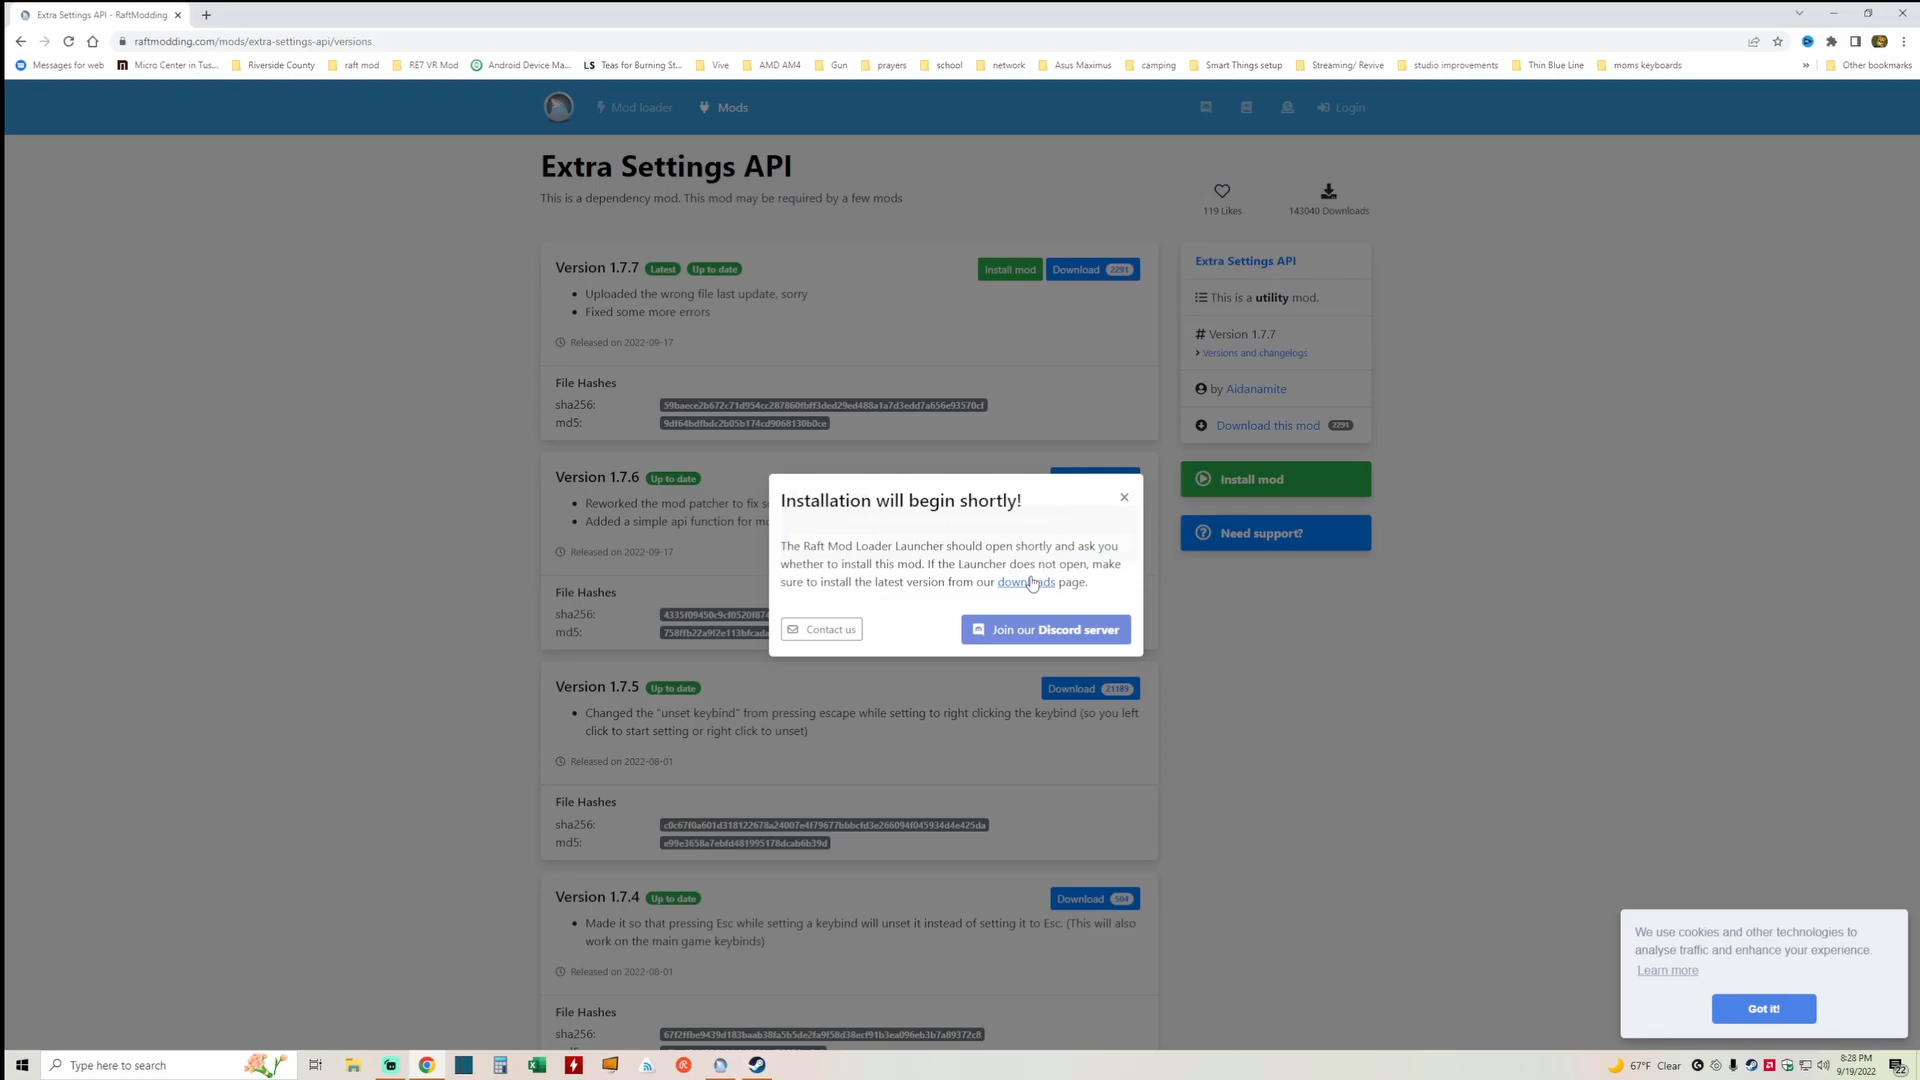 Extra Settings API - RaftModding
raftmodding.com/mods/extra-settings-api/versions
Messages for web
Micro Center in Tus...
Riverside County
raft mod
RE7 VR Mod
Android Device Ma...
LS Teas for Burning St...
Vive
AMD AM4
Gun
prayers
school
network
Asus Maximus
camping
Smart Things setup
Streaming/ Revive
studio improvements
Thin Blue Line
moms keyboards
»
Other bookmarks
Mod loader
Mods
Login
Extra Settings API
This is a dependency mod. This mod may be required by a few mods
119 Likes
143040 Downloads
Version 1.7.7 Latest Up to date
Install mod
Download 2291
• Uploaded the wrong file last update, sorry
• Fixed some more errors
Released on 2022-09-17
File Hashes
sha256: 59baece2b672c71d954cc287860fbff3ded29ed488a1a7d3edd7a656e93570cf
md5: 9df64bdfbdc2b05b174cd9068130b0ce
Extra Settings API
This is a utility mod.
# Version 1.7.7
Versions and changelogs
by Aidanamite
Download this mod 2291
Install mod
Need support?
Version 1.7.6 Up to date
• Reworked the mod patcher to fix s
• Added a simple api function for mo
Released on 2022-09-17
File Hashes
sha256: 4335f09450c9cf0520f874
md5: 758ffb22a9f2e113bfcada
Installation will begin shortly!
×
The Raft Mod Loader Launcher should open shortly and ask you
whether to install this mod. If the Launcher does not open, make
sure to install the latest version from our downloads page.
Contact us
Join our Discord server
Version 1.7.5 Up to date
Download 21189
• Changed the "unset keybind" from pressing escape while setting to right clicking the keybind (so you left
click to start setting or right click to unset)
Released on 2022-08-01
File Hashes
sha256: c0c67f0a601d318122678a24007e4f79677bbbcfd3e266094f045934d4e425da
md5: e99e3658a7ebfd481995178dcab6b39d
Version 1.7.4 Up to date
Download 504
• Made it so that pressing Esc while setting a keybind will unset it instead of setting it to Esc. (This will also
work on the main game keybinds)
Released on 2022-08-01
File Hashes
sha256: 67f2ffbe9439d183baab38fa5b5de2fa9f58d38ecf91b3ea096eb3b7a89372c8
We use cookies and other technologies to
analyse traffic and enhance your experience.
Learn more
Got it!
Type here to search
67°F Clear
8:28 PM
9/19/2022
22